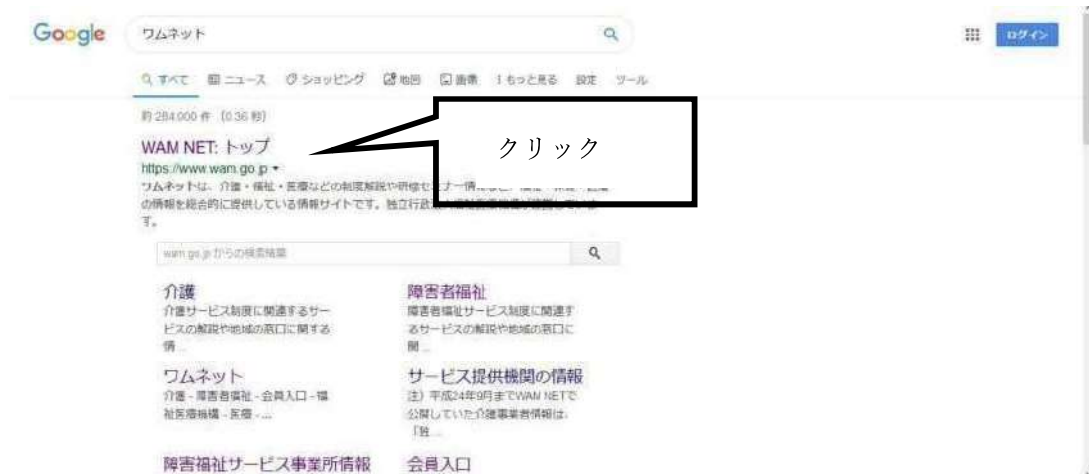 Google
ワムネット
ログイン
すべて ニュース ショッピング 地図 画像 もっと見る 設定 ツール
約 284,000 件 (0.36 秒)
WAM NET: トップ
クリック
https://www.wam.go.jp
ワムネットは、介護・福祉・医療などの制度解説や研修セミナー情
の情報を総合的に提供している情報サイトです。独立行政
す。
wam.go.jp からの検索結果
介護
介護サービス制度に関連するサー
ビスの解説や地域の窓口に関する
情 ...
障害者福祉
障害者福祉サービス制度に関連す
るサービスの解説や地域の窓口に
関 ...
ワムネット
介護 - 障害者福祉 - 会員入口 - 福
祉医療機構 - 医療 - ...
サービス提供機関の情報
注）平成24年9月までWAM NETで
公開していた介護事業者情報は、
「独 ...
障害福祉サービス事業所情報
会員入口